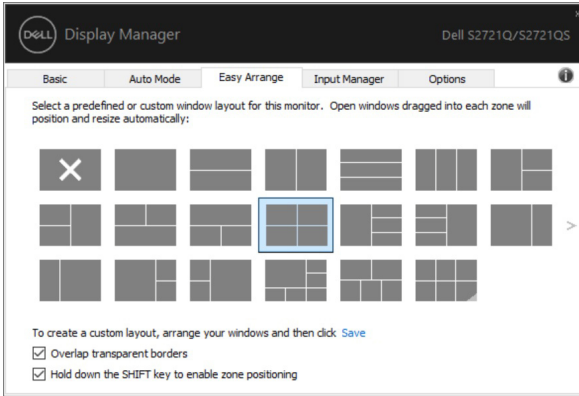 DELL Display Manager Dell S2721Q/S2721QS
Basic Auto Mode Easy Arrange Input Manager Options
Select a predefined or custom window layout for this monitor. Open windows dragged into each zone will
position and resize automatically:
To create a custom layout, arrange your windows and then click Save
Overlap transparent borders
Hold down the SHIFT key to enable zone positioning